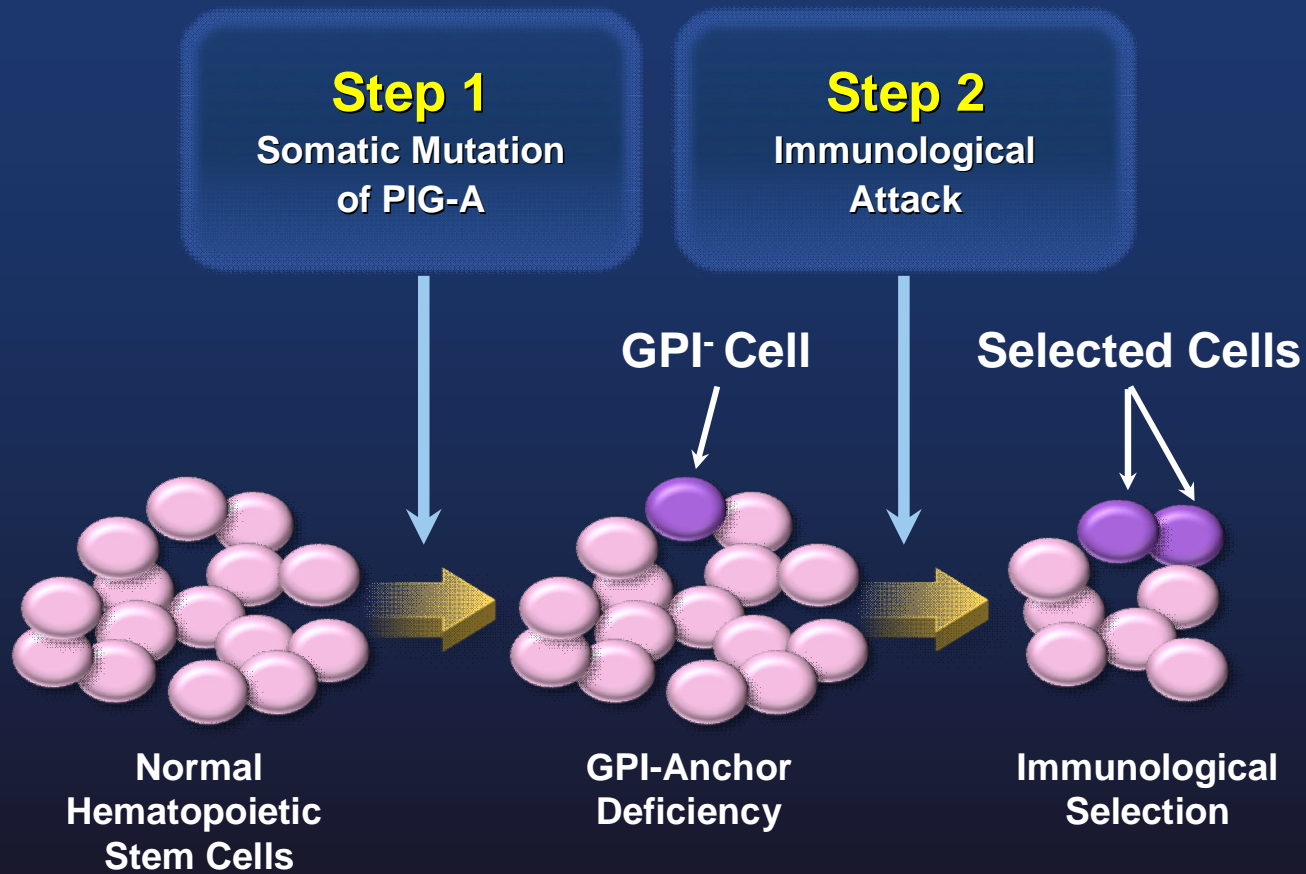 Step 1
Somatic Mutation
of PIG-A
Step 2
Immunological
Attack
GPI⁻ Cell
Selected Cells
Normal
Hematopoietic
Stem Cells
GPI-Anchor
Deficiency
Immunological
Selection